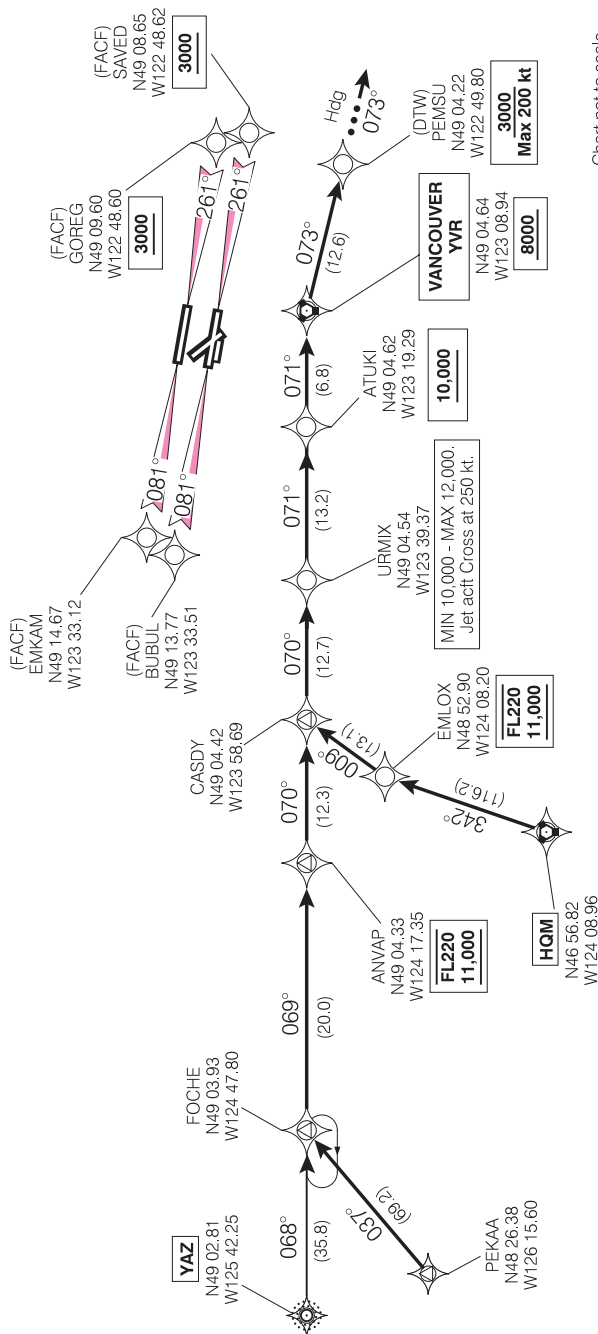 (FACF)
SAVED
N49 08.65
W122 48.62
3000
(FACF)
GOREG
N49 09.60
W122 48.60
3000
261°
261°
081°
081°
(FACF)
EMKAM
N49 14.67
W123 33.12
(FACF)
BUBUL
N49 13.77
W123 33.51
YAZ
N49 02.81
W125 42.25
068°
(35.8)
FOCHE
N49 03.93
W124 47.80
037°
(69.2)
PEKAA
N48 26.38
W126 15.60
069°
(20.0)
ANVAP
N49 04.33
W124 17.35
FL220
11,000
070°
(12.3)
CASDY
N49 04.42
W123 58.69
009°
(13.1)
EMLOX
N48 52.90
W124 08.20
FL220
11,000
342°
(116.2)
HQM
N46 56.82
W124 08.96
070°
(12.7)
URMIX
N49 04.54
W123 39.37
MIN 10,000 - MAX 12,000.
Jet acft Cross at 250 kt.
071°
(13.2)
ATUKI
N49 04.62
W123 19.29
10,000
071°
(6.8)
VANCOUVER
YVR
N49 04.64
W123 08.94
8000
073°
(12.6)
(DTW)
PEMSU
N49 04.22
W122 49.80
3000
Max 200 kt
Hdg
073°
Chart not to scale